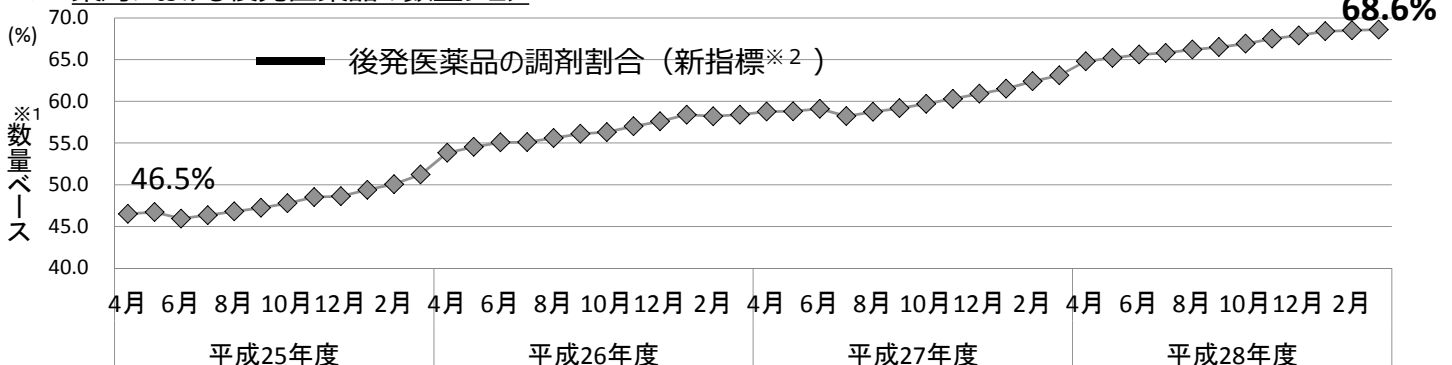 68.6%
70.0
(%)
65.0
後発医薬品の調剤割合（新指標※2 ）
60.0
※1
数量ベース
55.0
50.0
46.5%
45.0
40.0
4月 6月 8月 10月 12月 2月 4月 6月 8月 10月 12月 2月 4月 6月 8月 10月 12月 2月 4月 6月 8月 10月 12月 2月
平成25年度 平成26年度 平成27年度 平成28年度